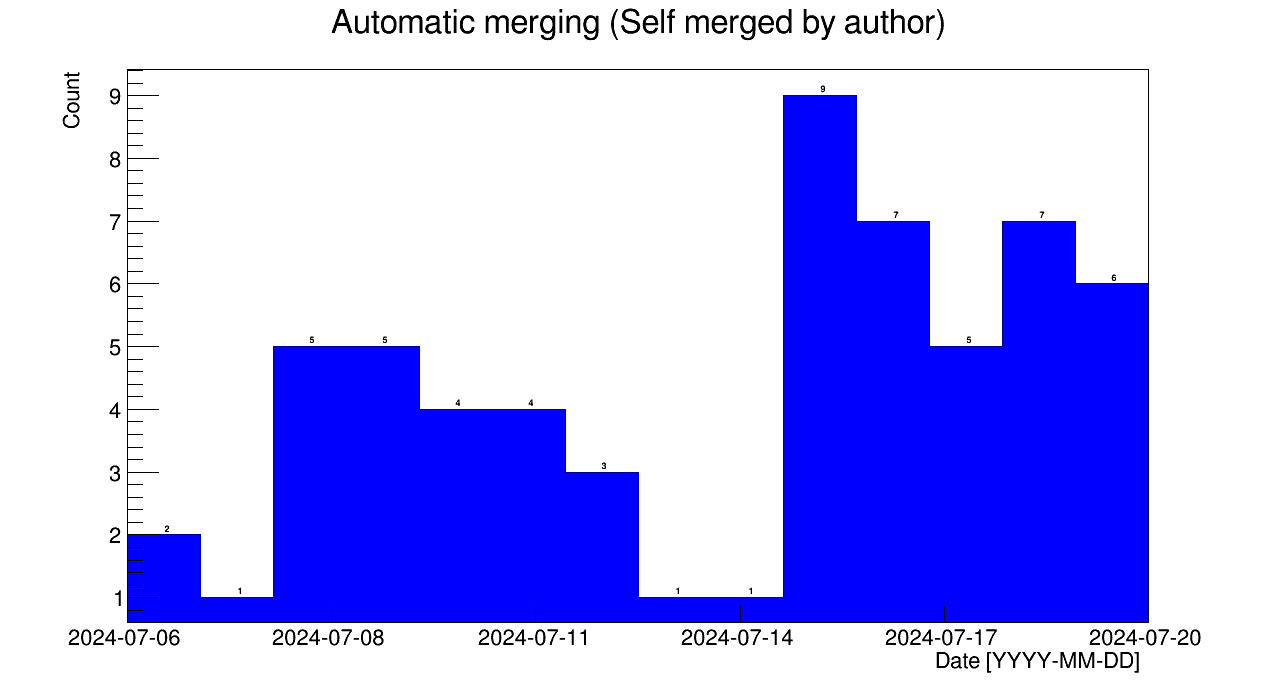 Automatic merging (Self merged by author)
Count
9
8
7
6
5
4
3
2
1
2 1 5 5 4 4 3 1 1 9 7 5 7 6
2024-07-06 2024-07-08 2024-07-11 2024-07-14 2024-07-17 2024-07-20
Date [YYYY-MM-DD]